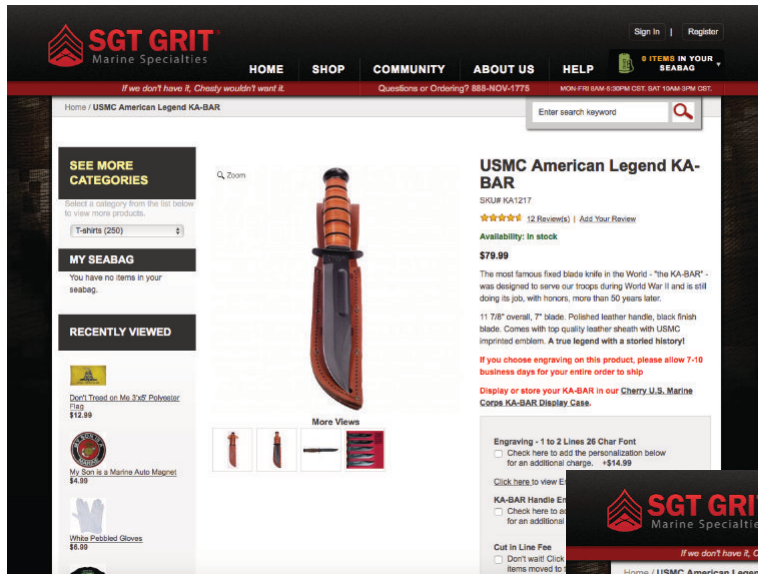 Sign In | Register
SGT GRIT
Marine Specialties
HOME SHOP COMMUNITY ABOUT US HELP
0 ITEMS IN YOUR
SEABAG
If we don't have it, Chesty wouldn't want it.
Questions or Ordering? 888-NOV-1775
MON-FRI 8AM-5:30PM CST, SAT 10AM-3PM CST.
Home / USMC American Legend KA-BAR
Enter search keyword
SEE MORE
CATEGORIES
Select a category from the list below
to view more products.
T-shirts (250)
MY SEABAG
You have no items in your
seabag.
RECENTLY VIEWED
Don't Tread on Me 3'x5' Polyester
Flag
$12.99
My Son is a Marine Auto Magnet
$4.99
White Pebbled Gloves
$6.99
Zoom
More Views
USMC American Legend KA-
BAR
SKU# KA1217
12 Review(s) | Add Your Review
Availability: In stock
$79.99
The most famous fixed blade knife in the World - "the KA-BAR" -
was designed to serve our troops during World War II and is still
doing its job, with honors, more than 50 years later.
11 7/8" overall, 7" blade. Polished leather handle, black finish
blade. Comes with top quality leather sheath with USMC
imprinted emblem. A true legend with a storied history!
If you choose engraving on this product, please allow 7-10
business days for your entire order to ship
Display or store your KA-BAR in our Cherry U.S. Marine
Corps KA-BAR Display Case.
Engraving - 1 to 2 Lines 26 Char Font
Check here to add the personalization below
for an additional charge. +$14.99
Click here to view
KA-BAR Handle
Check here to
for an additional
Cut in Line Fee
Don't wait! Click
items moved to
SGT GRI
Marine Specialtie
If we don't have it,
Home / USMC American